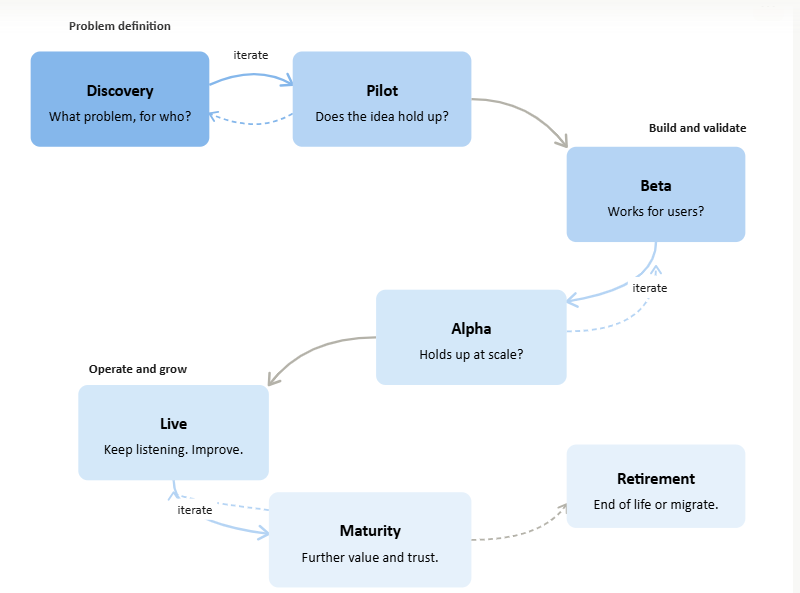 Problem definition
iterate
Discovery
What problem, for who?
Pilot
Does the idea hold up?
Build and validate
Beta
Works for users?
iterate
Alpha
Holds up at scale?
Operate and grow
Live
Keep listening. Improve.
iterate
Maturity
Further value and trust.
Retirement
End of life or migrate.